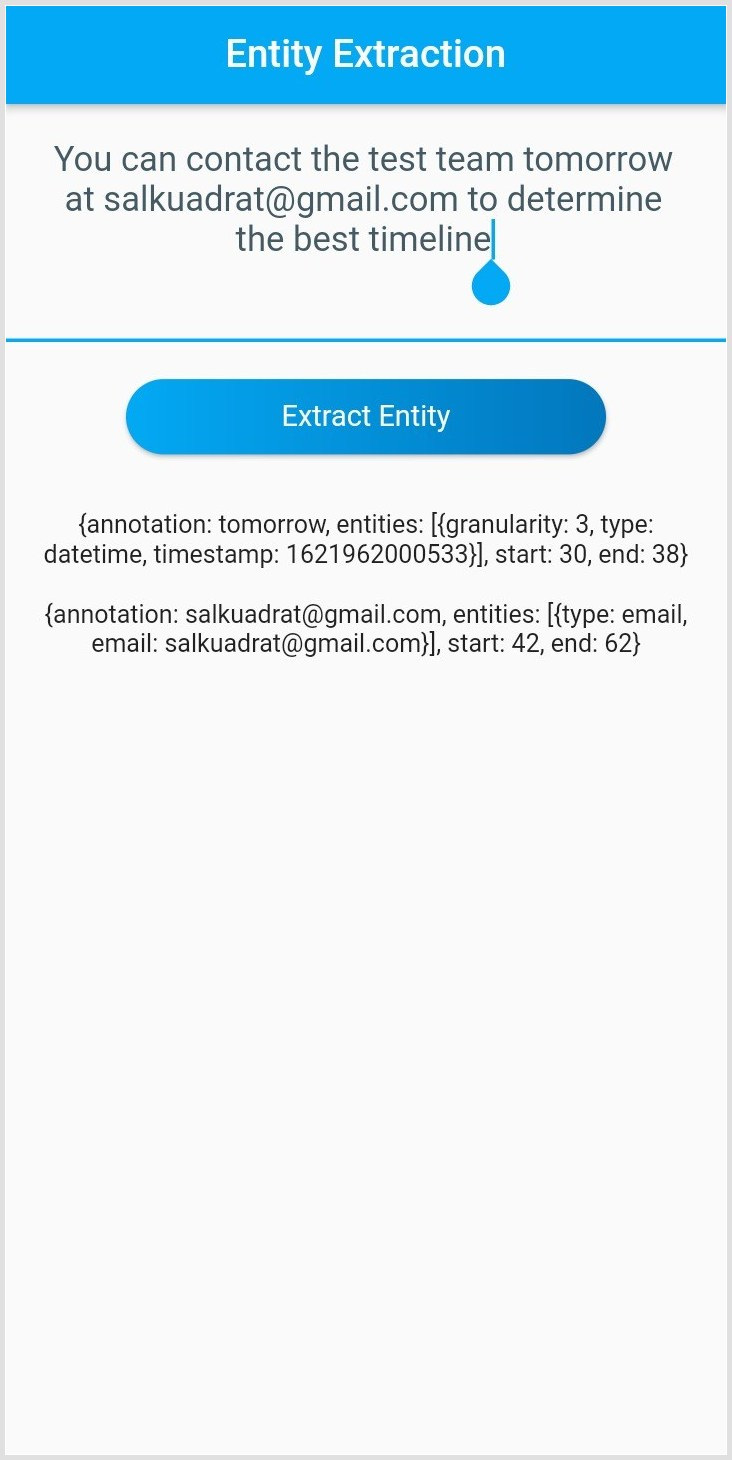 Entity Extraction
You can contact the test team tomorrow
at salkuadrat@gmail.com to determine
the best timeline
Extract Entity
{annotation: tomorrow, entities: [{granularity: 3, type:
datetime, timestamp: 1621962000533}], start: 30, end: 38}
{annotation: salkuadrat@gmail.com, entities: [{type: email,
email: salkuadrat@gmail.com}], start: 42, end: 62}